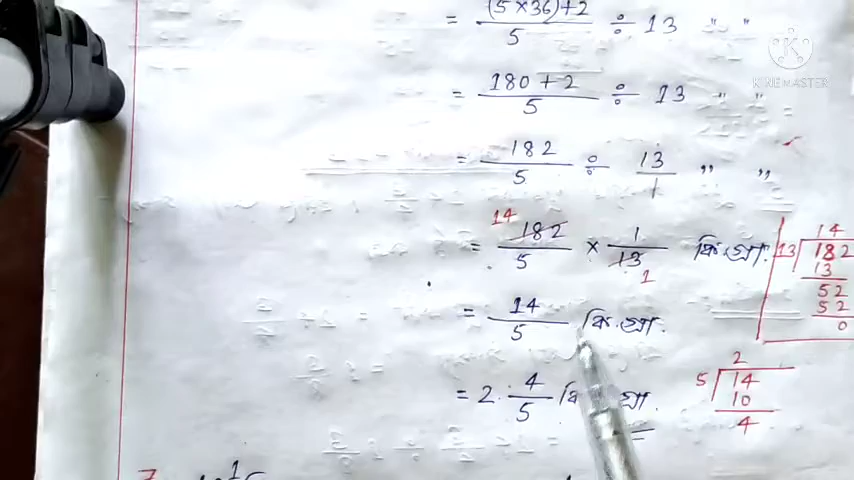 = (5×36)+2 / 5 ÷ 13 " "
= 180+2 / 5 ÷ 13 " "
= 182 / 5 ÷ 13 / 1 " "
14
= 182 / 5 × 1 / 13 কি.গ্ৰা.
1
= 14 / 5 কি.গ্ৰা.
= 2 4 / 5 কি.গ্ৰা.
14
13 182
13
52
52
0
2
5 14
10
4
7
KINEMASTER